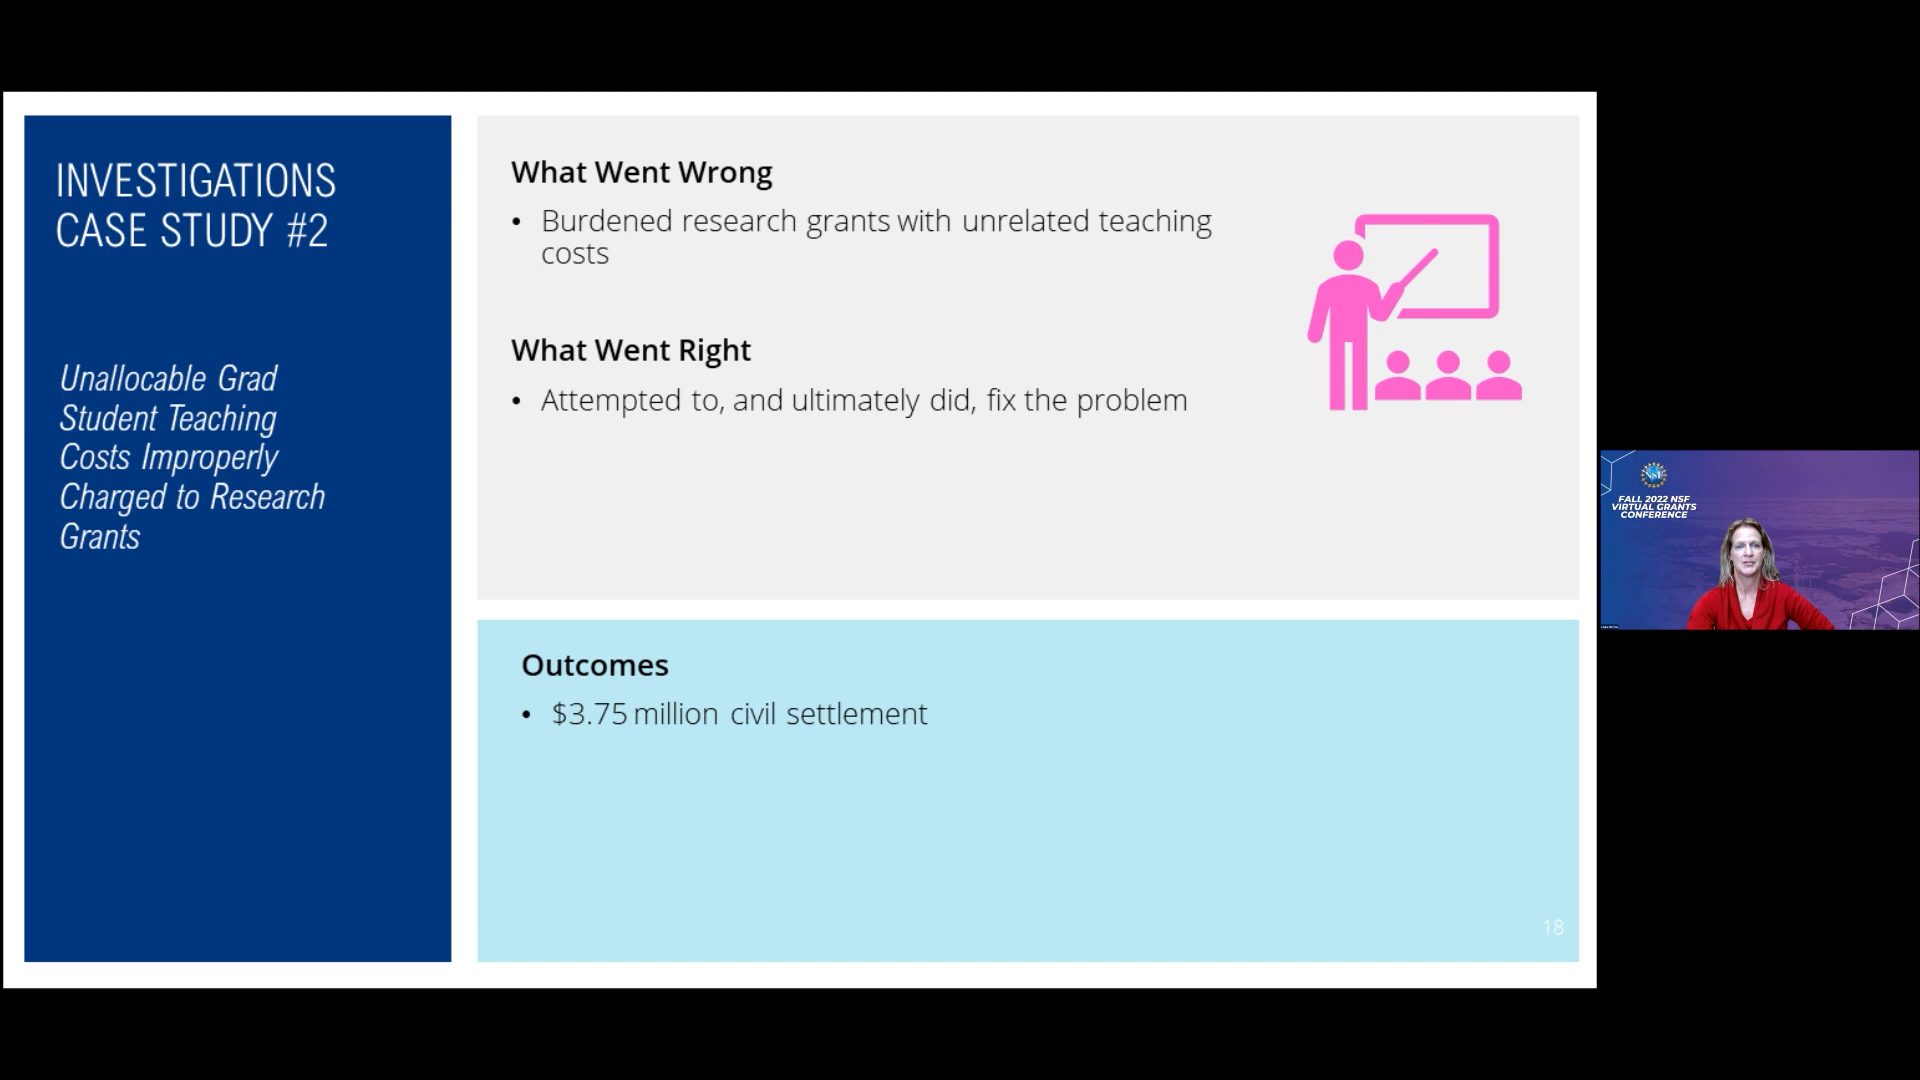 INVESTIGATIONS
CASE STUDY #2
Unallocable Grad
Student Teaching
Costs Improperly
Charged to Research
Grants
What Went Wrong
• Burdened research grants with unrelated teaching
costs
What Went Right
• Attempted to, and ultimately did, fix the problem
Outcomes
• $3.75 million civil settlement
18
FALL 2022 NSF
VIRTUAL GRANTS
CONFERENCE